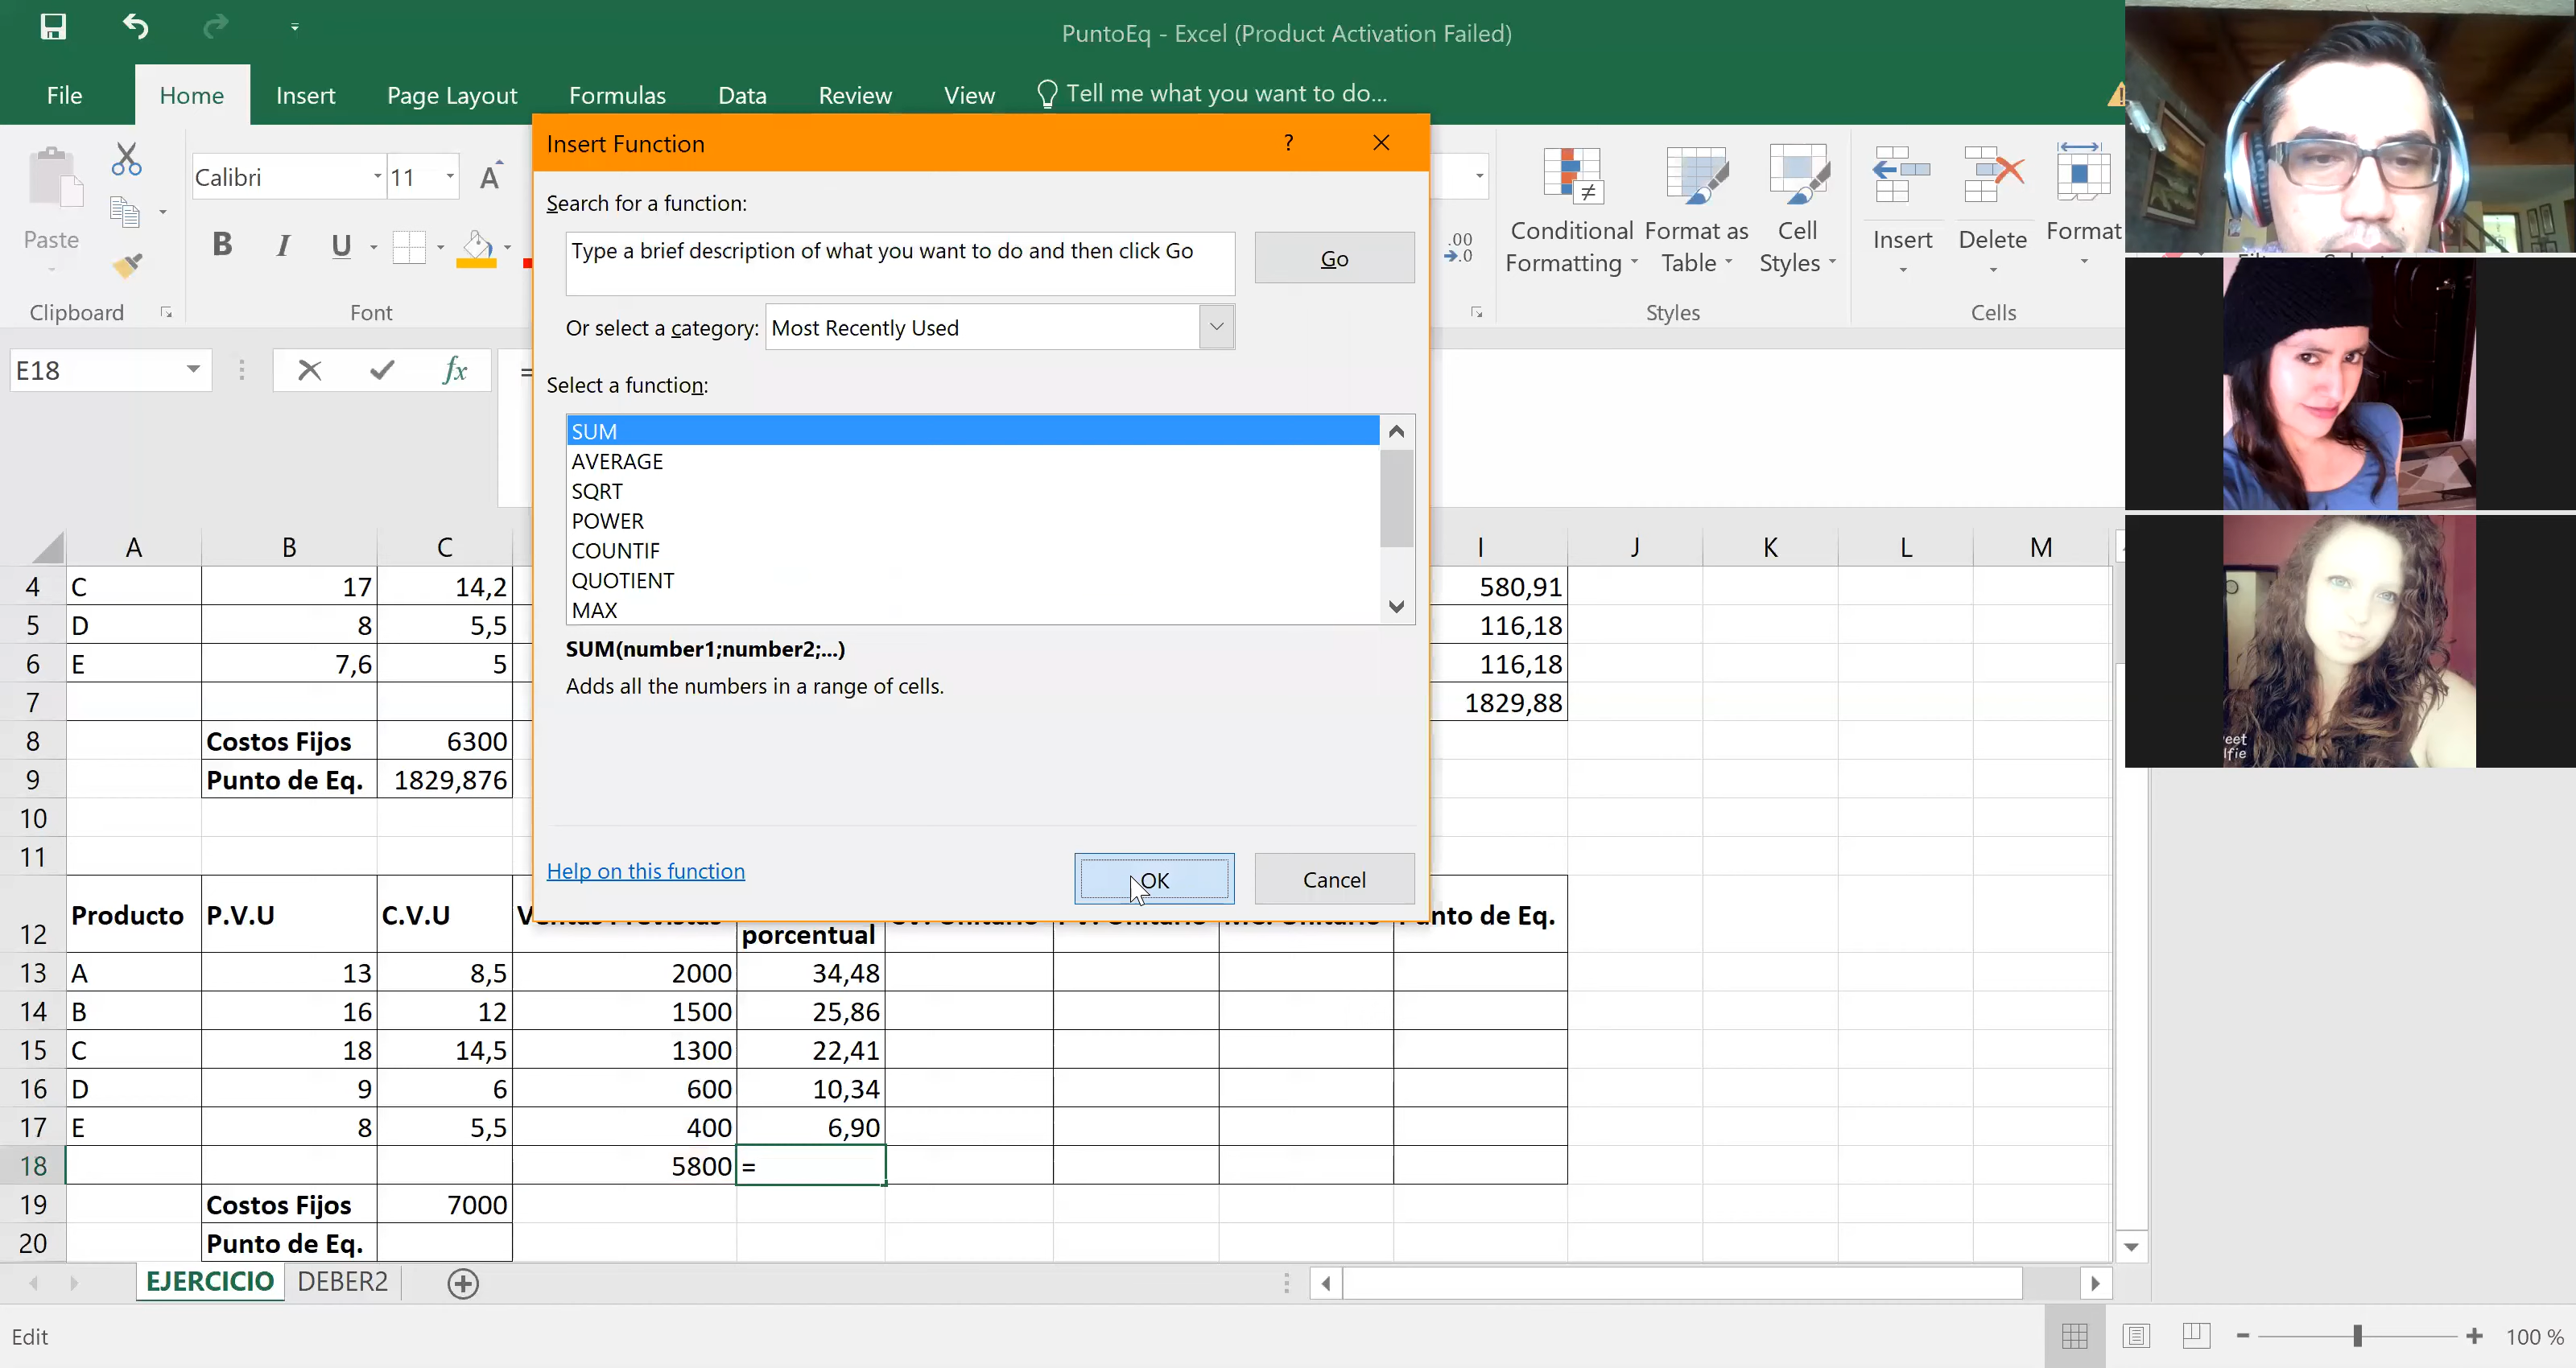 PuntoEq - Excel (Product Activation Failed)
File Home Insert Page Layout Formulas Data Review View Tell me what you want to do...
Insert Function ?
Search for a function:
Type a brief description of what you want to do and then click Go
Go
Or select a category: Most Recently Used
Select a function:
SUM
AVERAGE
SQRT
POWER
COUNTIF
QUOTIENT
MAX
SUM(number1;number2;...)
Adds all the numbers in a range of cells.
Help on this function
OK
Cancel
Paste
Clipboard
Calibri 11 A
B I U
Font
.00
.0
Conditional Formatting
Format as Table
Cell Styles
Styles
Insert Delete Format
Cells
E18 fx =
A B C I J K L M
4 C 17 14,2 580,91
5 D 8 5,5 116,18
6 E 7,6 5 116,18
7 1829,88
8 Costos Fijos 6300
9 Punto de Eq. 1829,876
10
11
12 Producto P.V.U C.V.U porcentual nto de Eq.
13 A 13 8,5 2000 34,48
14 B 16 12 1500 25,86
15 C 18 14,5 1300 22,41
16 D 9 6 600 10,34
17 E 8 5,5 400 6,90
18 5800 =
19 Costos Fijos 7000
20 Punto de Eq.
EJERCICIO DEBER2
Edit
100 %
eet
lfie